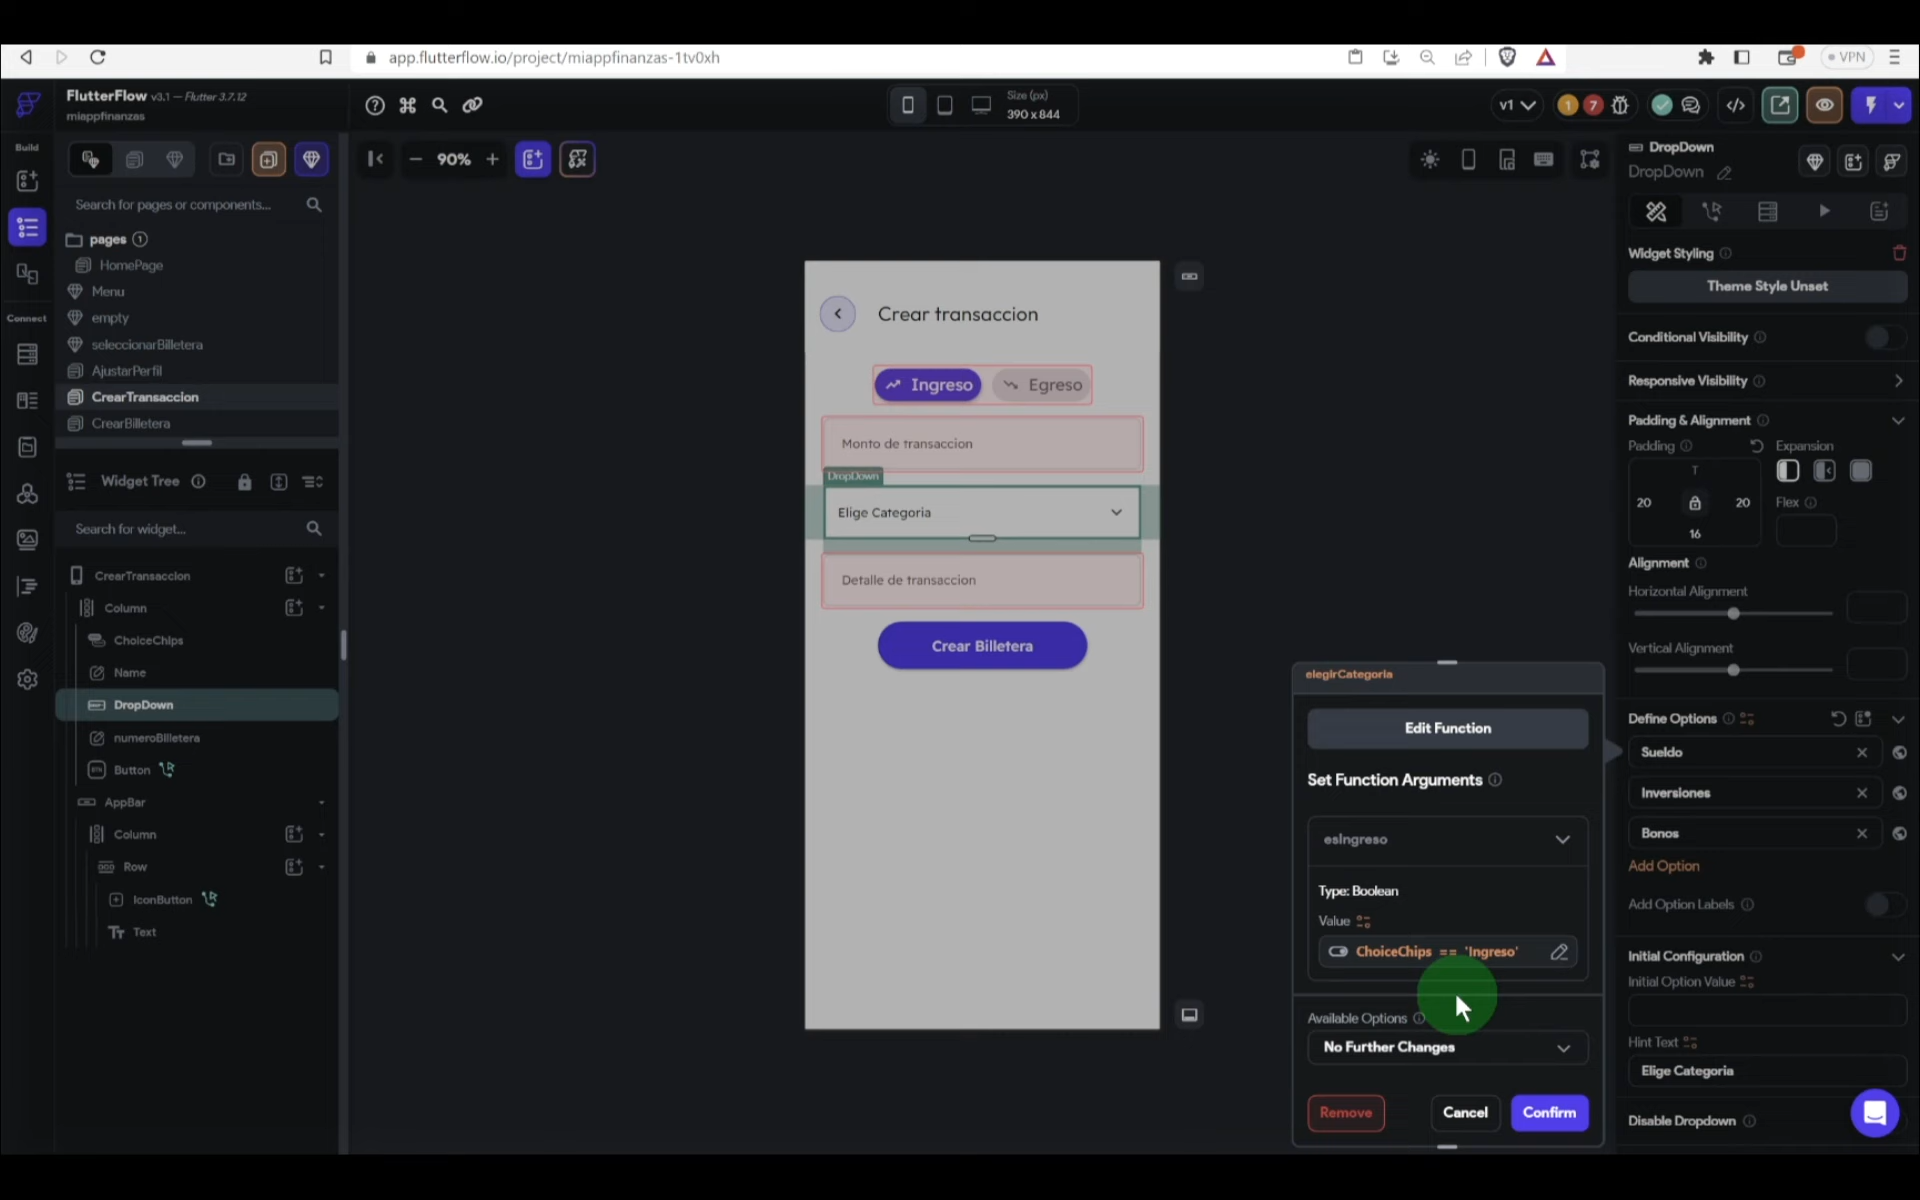 app.flutterflow.io/project/miappfinanzas-1tv0xh
VPN
FlutterFlow v3.1 — Flutter 3.7.12
miappfinanzas
Size (px)
390 x 844
v1
1
7
Build
90%
DropDown
DropDown
Search for pages or components...
pages 1
HomePage
Menu
empty
seleccionarBilletera
AjustarPerfil
CrearTransaccion
CrearBilletera
Connect
Widget Tree
Search for widget...
CrearTransaccion
Column
ChoiceChips
Name
DropDown
numeroBilletera
Button
AppBar
Column
Row
IconButton
Text
Crear transaccion
Ingreso
Egreso
Monto de transaccion
DropDown
Elige Categoria
Detalle de transaccion
Crear Billetera
elegirCategoria
Edit Function
Set Function Arguments
esIngreso
Type: Boolean
Value
ChoiceChips == 'Ingreso'
Available Options
No Further Changes
Remove
Cancel
Confirm
Widget Styling
Theme Style Unset
Conditional Visibility
Responsive Visibility
Padding & Alignment
Padding
Expansion
T
20
20
Flex
16
Alignment
Horizontal Alignment
Vertical Alignment
Define Options
Sueldo
Inversiones
Bonos
Add Option
Add Option Labels
Initial Configuration
Initial Option Value
Hint Text
Elige Categoria
Disable Dropdown